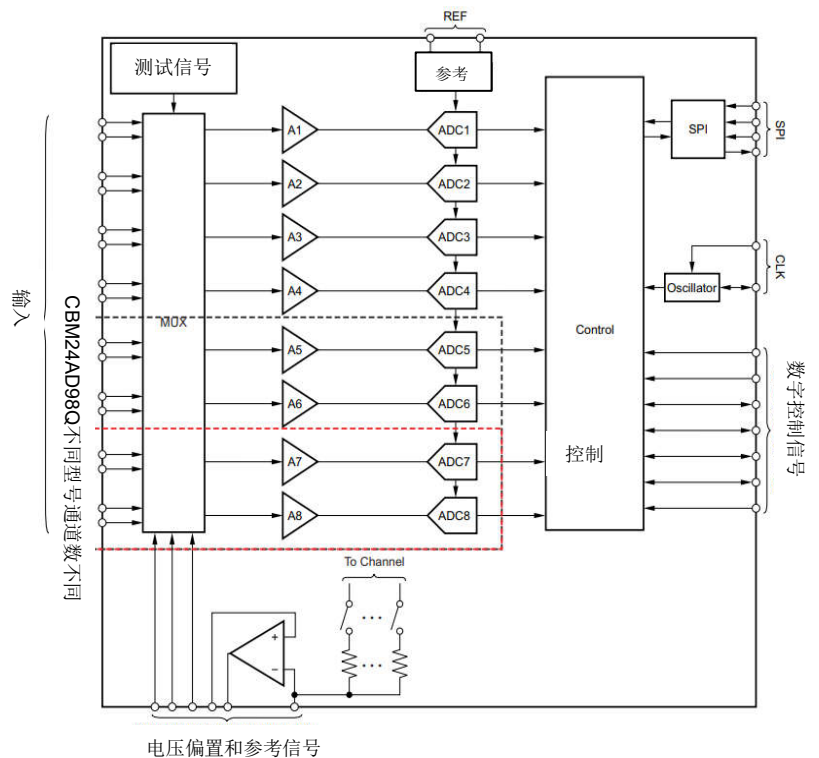 REF
测试信号
参考
A1
ADC1
SPI
SPI
A2
ADC2
A3
ADC3
A4
ADC4
Oscillator
CLK
输入
CBM24AD98Q不同型号通道数不同
MUX
Control
A5
ADC5
A6
ADC6
数字控制信号
A7
ADC7
控制
A8
ADC8
To Channel
+
−
电压偏置和参考信号